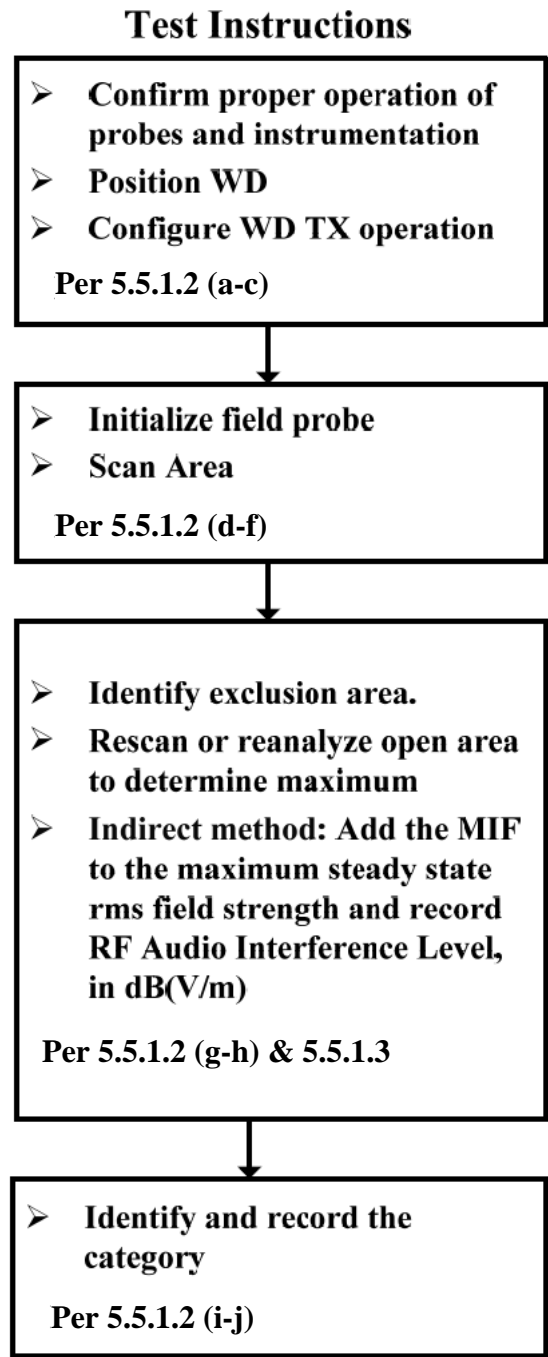 Test Instructions
➢ Confirm proper operation of
probes and instrumentation
➢ Position WD
➢ Configure WD TX operation
Per 5.5.1.2 (a-c)
➢ Initialize field probe
➢ Scan Area
Per 5.5.1.2 (d-f)
➢ Identify exclusion area.
➢ Rescan or reanalyze open area
to determine maximum
➢ Indirect method: Add the MIF
to the maximum steady state
rms field strength and record
RF Audio Interference Level,
in dB(V/m)
Per 5.5.1.2 (g-h) & 5.5.1.3
➢ Identify and record the
category
Per 5.5.1.2 (i-j)